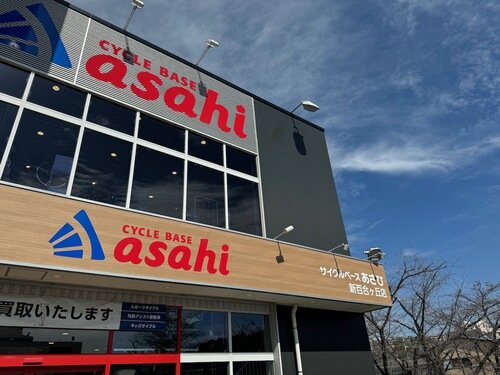 CYCLE BASE
asahi
CYCLE BASE
asahi
サイクルベースあさひ
新百合ヶ丘店
買取いたします
スポーツサイクル
電動アシスト自転車
キッズサイクル